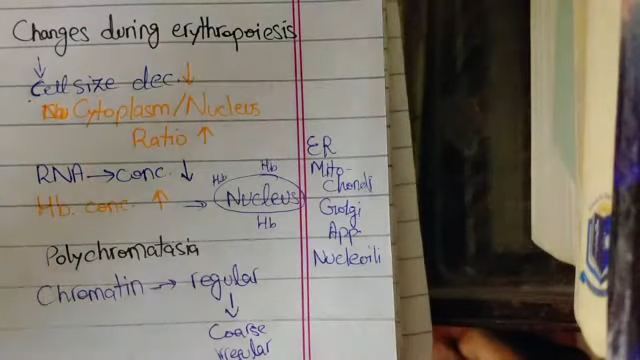 Changes during erythropoiesis
↓
Cell size dec. ↓
Cytoplasm/Nucleus
Ratio ↑
RNA → conc. ↓
Hb. conc. ↑ →
Hb Hb
Nucleus
Hb
Polychromatasia
Chromatin → regular
↓
Coarse
irregular
ER
Mito-
Chondi
Golgi
App-
Nucleoili